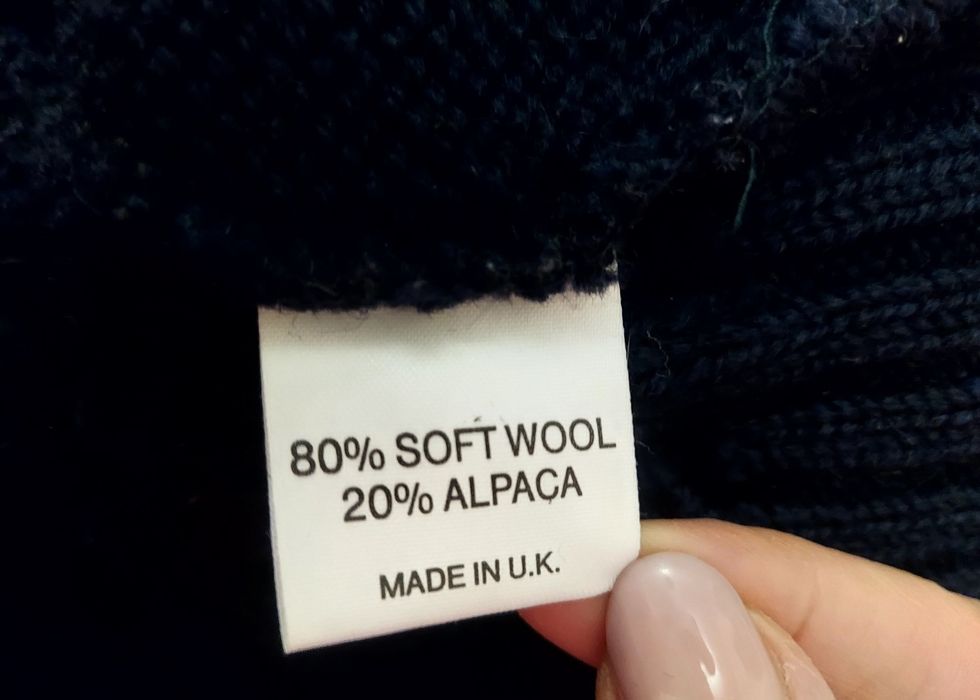 80% SOFT WOOL
20% ALPACA
MADE IN U.K.